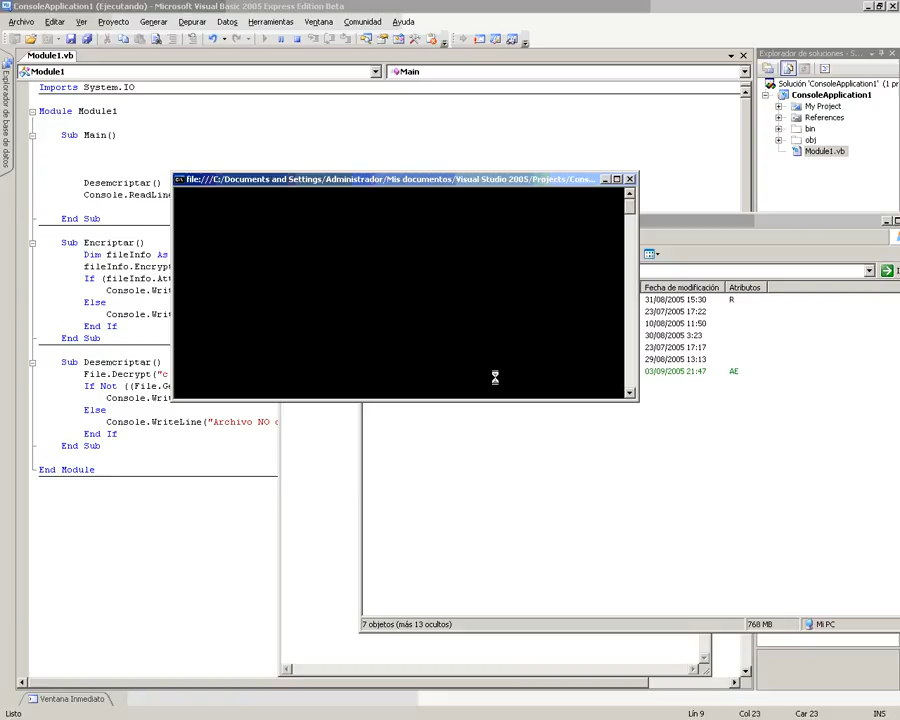 ConsoleApplication1 (Ejecutando) - Microsoft Visual Basic 2005 Express Edition Beta
Archivo Editar Ver Proyecto Generar Depurar Datos Herramientas Ventana Comunidad Ayuda
Module1.vb
Module1
Main
Imports System.IO
Module Module1
Sub Main()
Desemcriptar()
Console.ReadLin
End Sub
Sub Encriptar()
Dim fileInfo As
fileInfo.Encryp
If (fileInfo.Att
Console.Writ
Else
Console.Writ
End If
End Sub
Sub Desemcriptar()
File.Decrypt("c
If Not ((File.Ge
Console.Writ
Else
Console.WriteLine("Archivo NO
End If
End Sub
End Module
file:///C:/Documents and Settings/Administrador/Mis documentos/Visual Studio 2005/Projects/Cons...
Explorador de soluciones - S...
Solución 'ConsoleApplication1' (1 pr
ConsoleApplication1
My Project
References
bin
obj
Module1.vb
Explorador de base de datos
Fecha de modificación Atributos
31/08/2005 15:30 R
23/07/2005 17:22
10/08/2005 11:50
30/08/2005 3:23
23/07/2005 17:17
29/08/2005 13:13
03/09/2005 21:47 AE
7 objetos (más 13 ocultos)
768 MB
Mi PC
Ventana Inmediato
Listo
Lín 9
Col 23
Car 23
INS